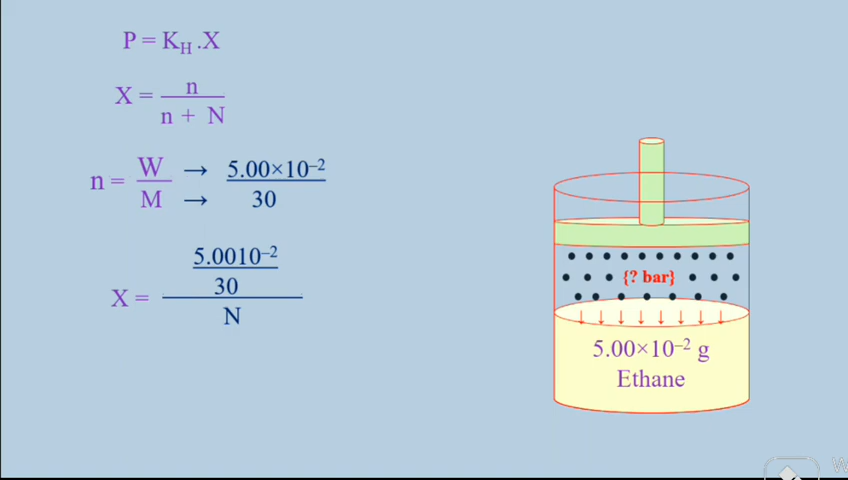 P = K_H .X
X = n / n + N
n = W / M → 5.00×10⁻² → 30
X = 5.0010⁻² / 30 / N
{? bar}
5.00×10⁻² g
Ethane
W